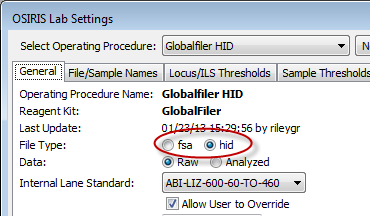 OSIRIS Lab Settings
Select Operating Procedure: Globalfiler HID N
General File/Sample Names Locus/ILS Thresholds Sample Thresholds
Operating Procedure Name: Globalfiler HID
Reagent Kit: GlobalFiler
Last Update: 01/23/13 15:29:56 by rileygr
File Type: fsa hid
Data: Raw Analyzed
Internal Lane Standard: ABI-LIZ-600-60-TO-460
Allow User to Override